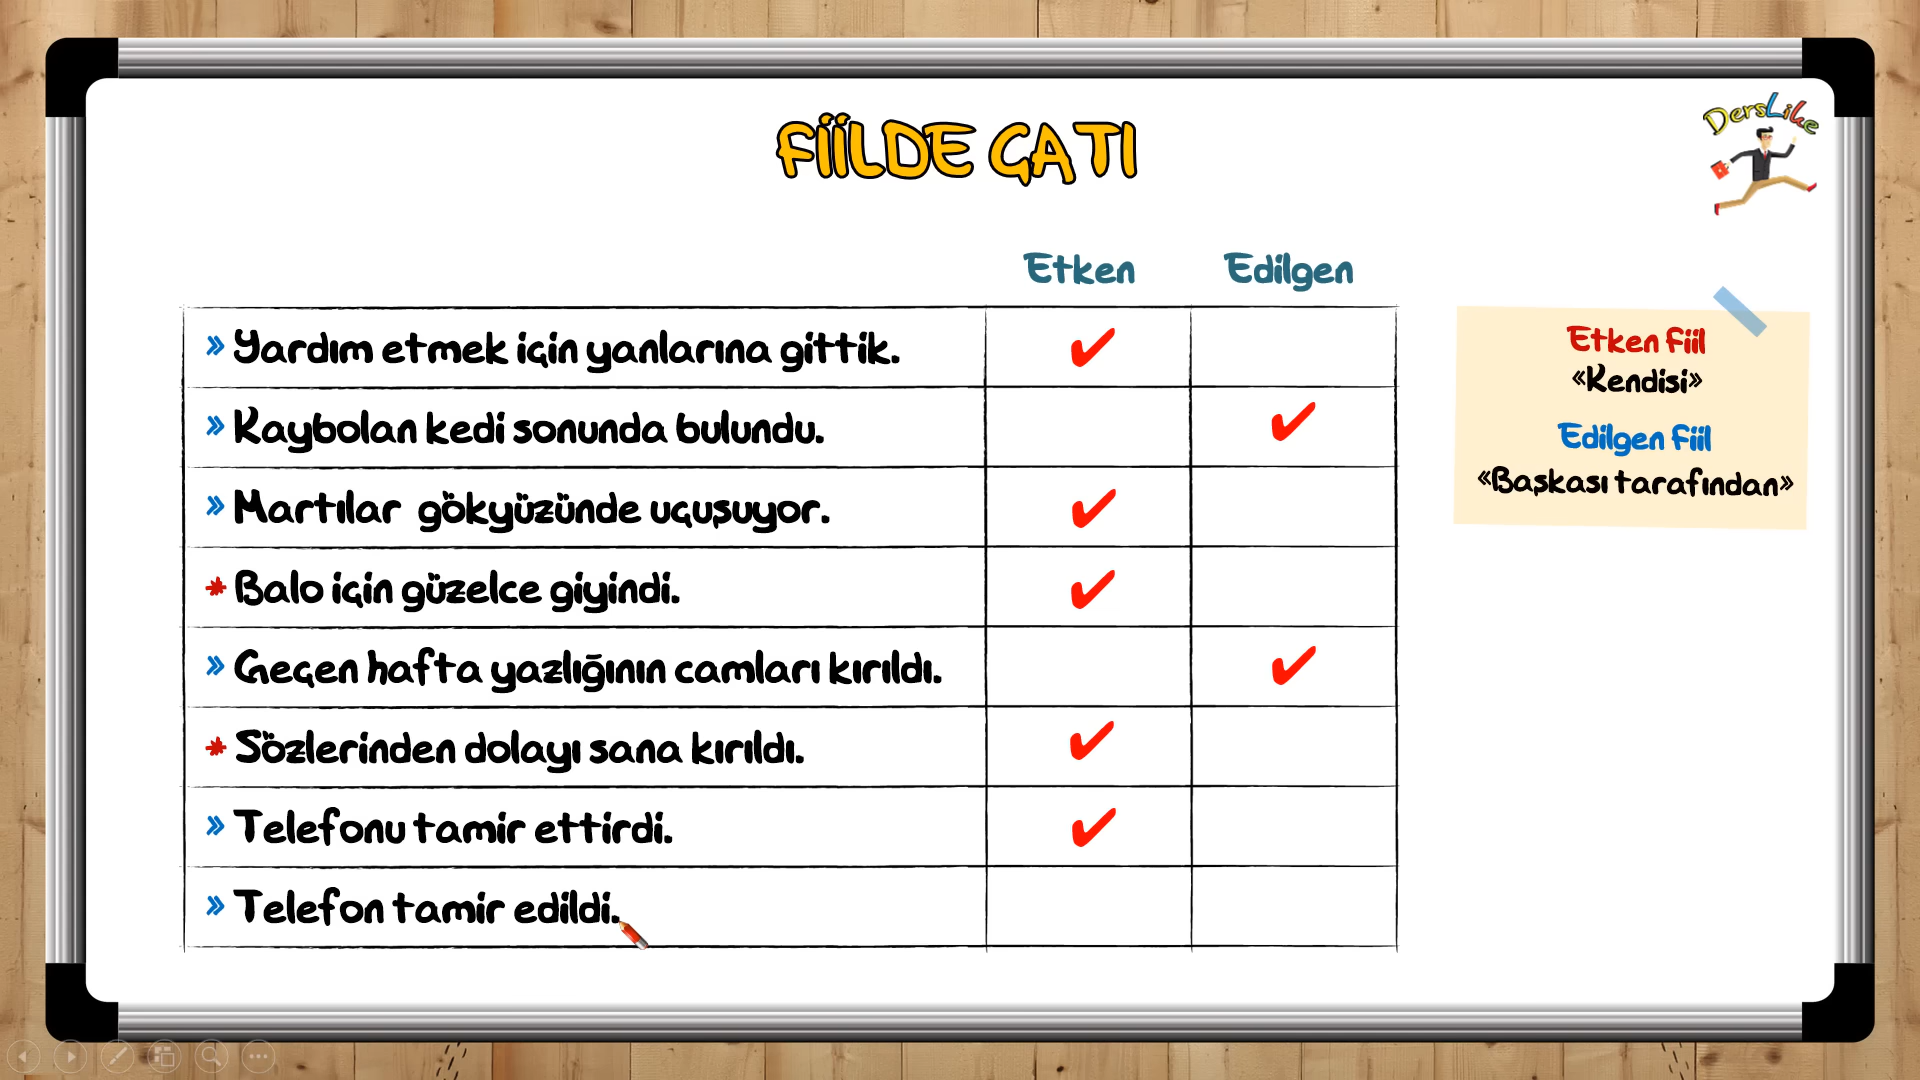 DersLike
FİİLDE ÇATI
Etken Edilgen
» Yardım etmek için yanlarına gittik. ✔
» Kaybolan kedi sonunda bulundu. ✔
» Martılar gökyüzünde uçuşuyor. ✔
* Balo için güzelce giyindi. ✔
» Geçen hafta yazlığının camları kırıldı. ✔
* Sözlerinden dolayı sana kırıldı. ✔
» Telefonu tamir ettirdi. ✔
» Telefon tamir edildi.
Etken Fiil
«Kendisi»
Edilgen Fiil
«Başkası tarafından»